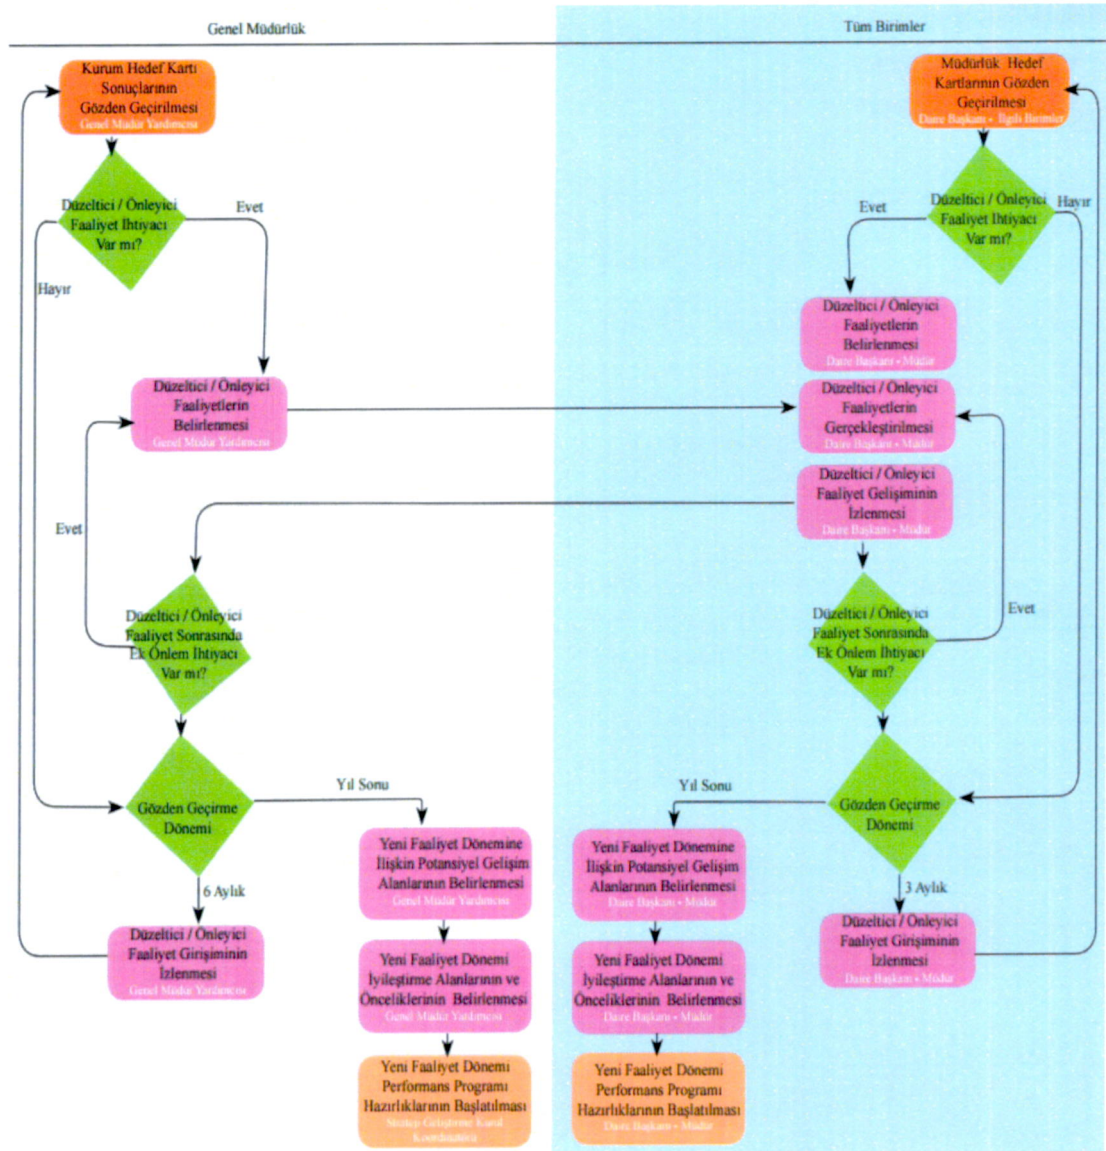 Genel Müdürlük
Tüm Birimler
Kurum Hedef Kartı
Sonuçlarının
Gözden Geçirilmesi
Genel Müdür Yardımcısı
Düzeltici / Önleyici
Faaliyet İhtiyacı
Var mı?
Evet
Hayır
Düzeltici / Önleyici
Faaliyetlerin
Belirlenmesi
Genel Müdür Yardımcısı
Evet
Düzeltici / Önleyici
Faaliyet Sonrasında
Ek Önlem İhtiyacı
Var mı?
Gözden Geçirme
Dönemi
Yıl Sonu
6 Aylık
Düzeltici / Önleyici
Faaliyet Girişiminin
İzlenmesi
Genel Müdür Yardımcısı
Yeni Faaliyet Dönemine
İlişkin Potansiyel Gelişim
Alanlarının Belirlenmesi
Genel Müdür Yardımcısı
Yeni Faaliyet Dönemi
İyileştirme Alanlarının ve
Önceliklerinin Belirlenmesi
Genel Müdür Yardımcısı
Yeni Faaliyet Dönemi
Performans Programı
Hazırlıklarının Başlatılması
Koordinatörü
Müdürlük Hedef
Kartlarının Gözden
Geçirilmesi
Daire Başkanı - İlgili Birimler
Düzeltici / Önleyici
Faaliyet İhtiyacı
Var mı?
Evet
Hayır
Düzeltici / Önleyici
Faaliyetlerin
Belirlenmesi
Daire Başkanı - Müdür
Düzeltici / Önleyici
Faaliyetlerin
Gerçekleştirilmesi
Daire Başkanı - Müdür
Düzeltici / Önleyici
Faaliyet Gelişiminin
İzlenmesi
Daire Başkanı - Müdür
Düzeltici / Önleyici
Faaliyet Sonrasında
Ek Önlem İhtiyacı
Var mı?
Evet
Gözden Geçirme
Dönemi
Yıl Sonu
3 Aylık
Düzeltici / Önleyici
Faaliyet Girişiminin
İzlenmesi
Daire Başkanı - Müdür
Yeni Faaliyet Dönemine
İlişkin Potansiyel Gelişim
Alanlarının Belirlenmesi
Daire Başkanı - Müdür
Yeni Faaliyet Dönemi
İyileştirme Alanlarının ve
Önceliklerinin Belirlenmesi
Daire Başkanı - Müdür
Yeni Faaliyet Dönemi
Performans Programı
Hazırlıklarının Başlatılması
Daire Başkanı - Müdür